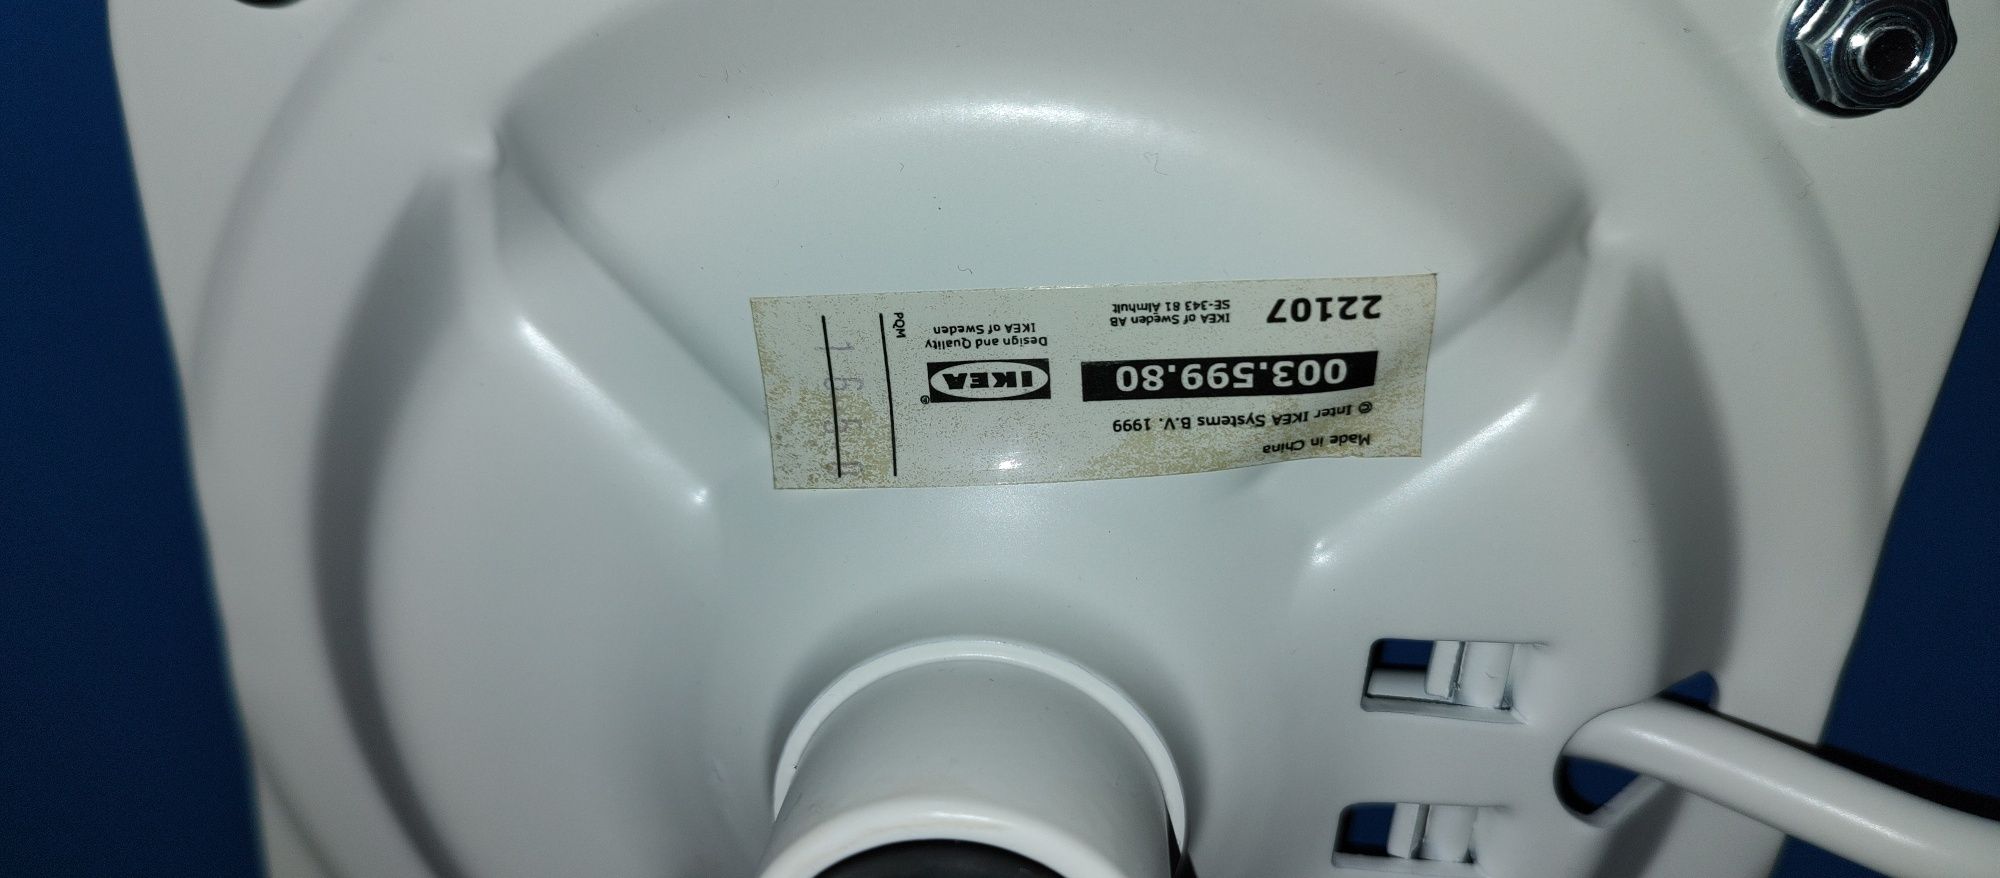 Made in China
© Inter IKEA Systems B.V. 1999
003.599.80
22107
IKEA of Sweden AB
SE-343 81 Älmhult
IKEA®
Design and Quality
IKEA of Sweden
PQM